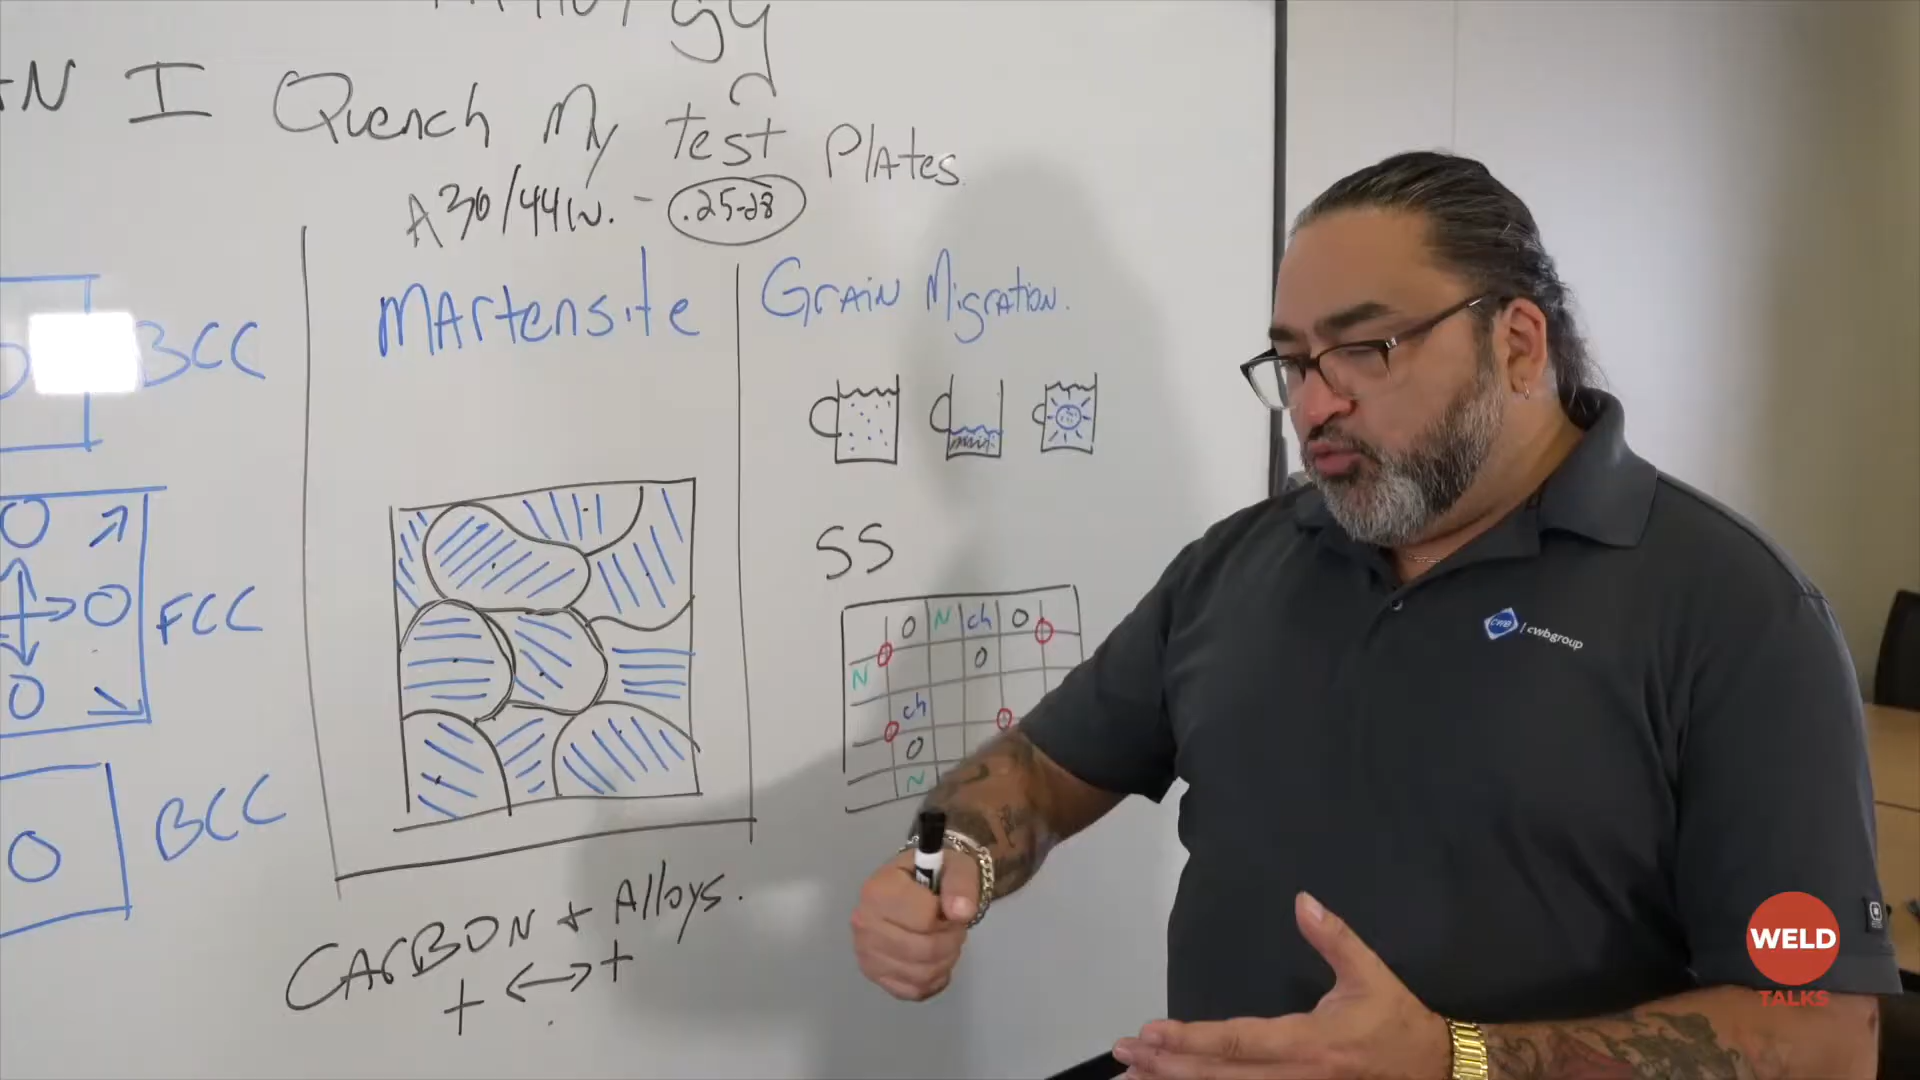 I Quench My test Plates
A36/44W. - .25-.28
MArtensite
GrAiN MigrAtioN.
BCC
FCC
BCC
SS
O N ch O
N O
ch
O
N
CArBON + Alloys.
+ ↔ +
CWB | cwbgroup
WELD
TALKS